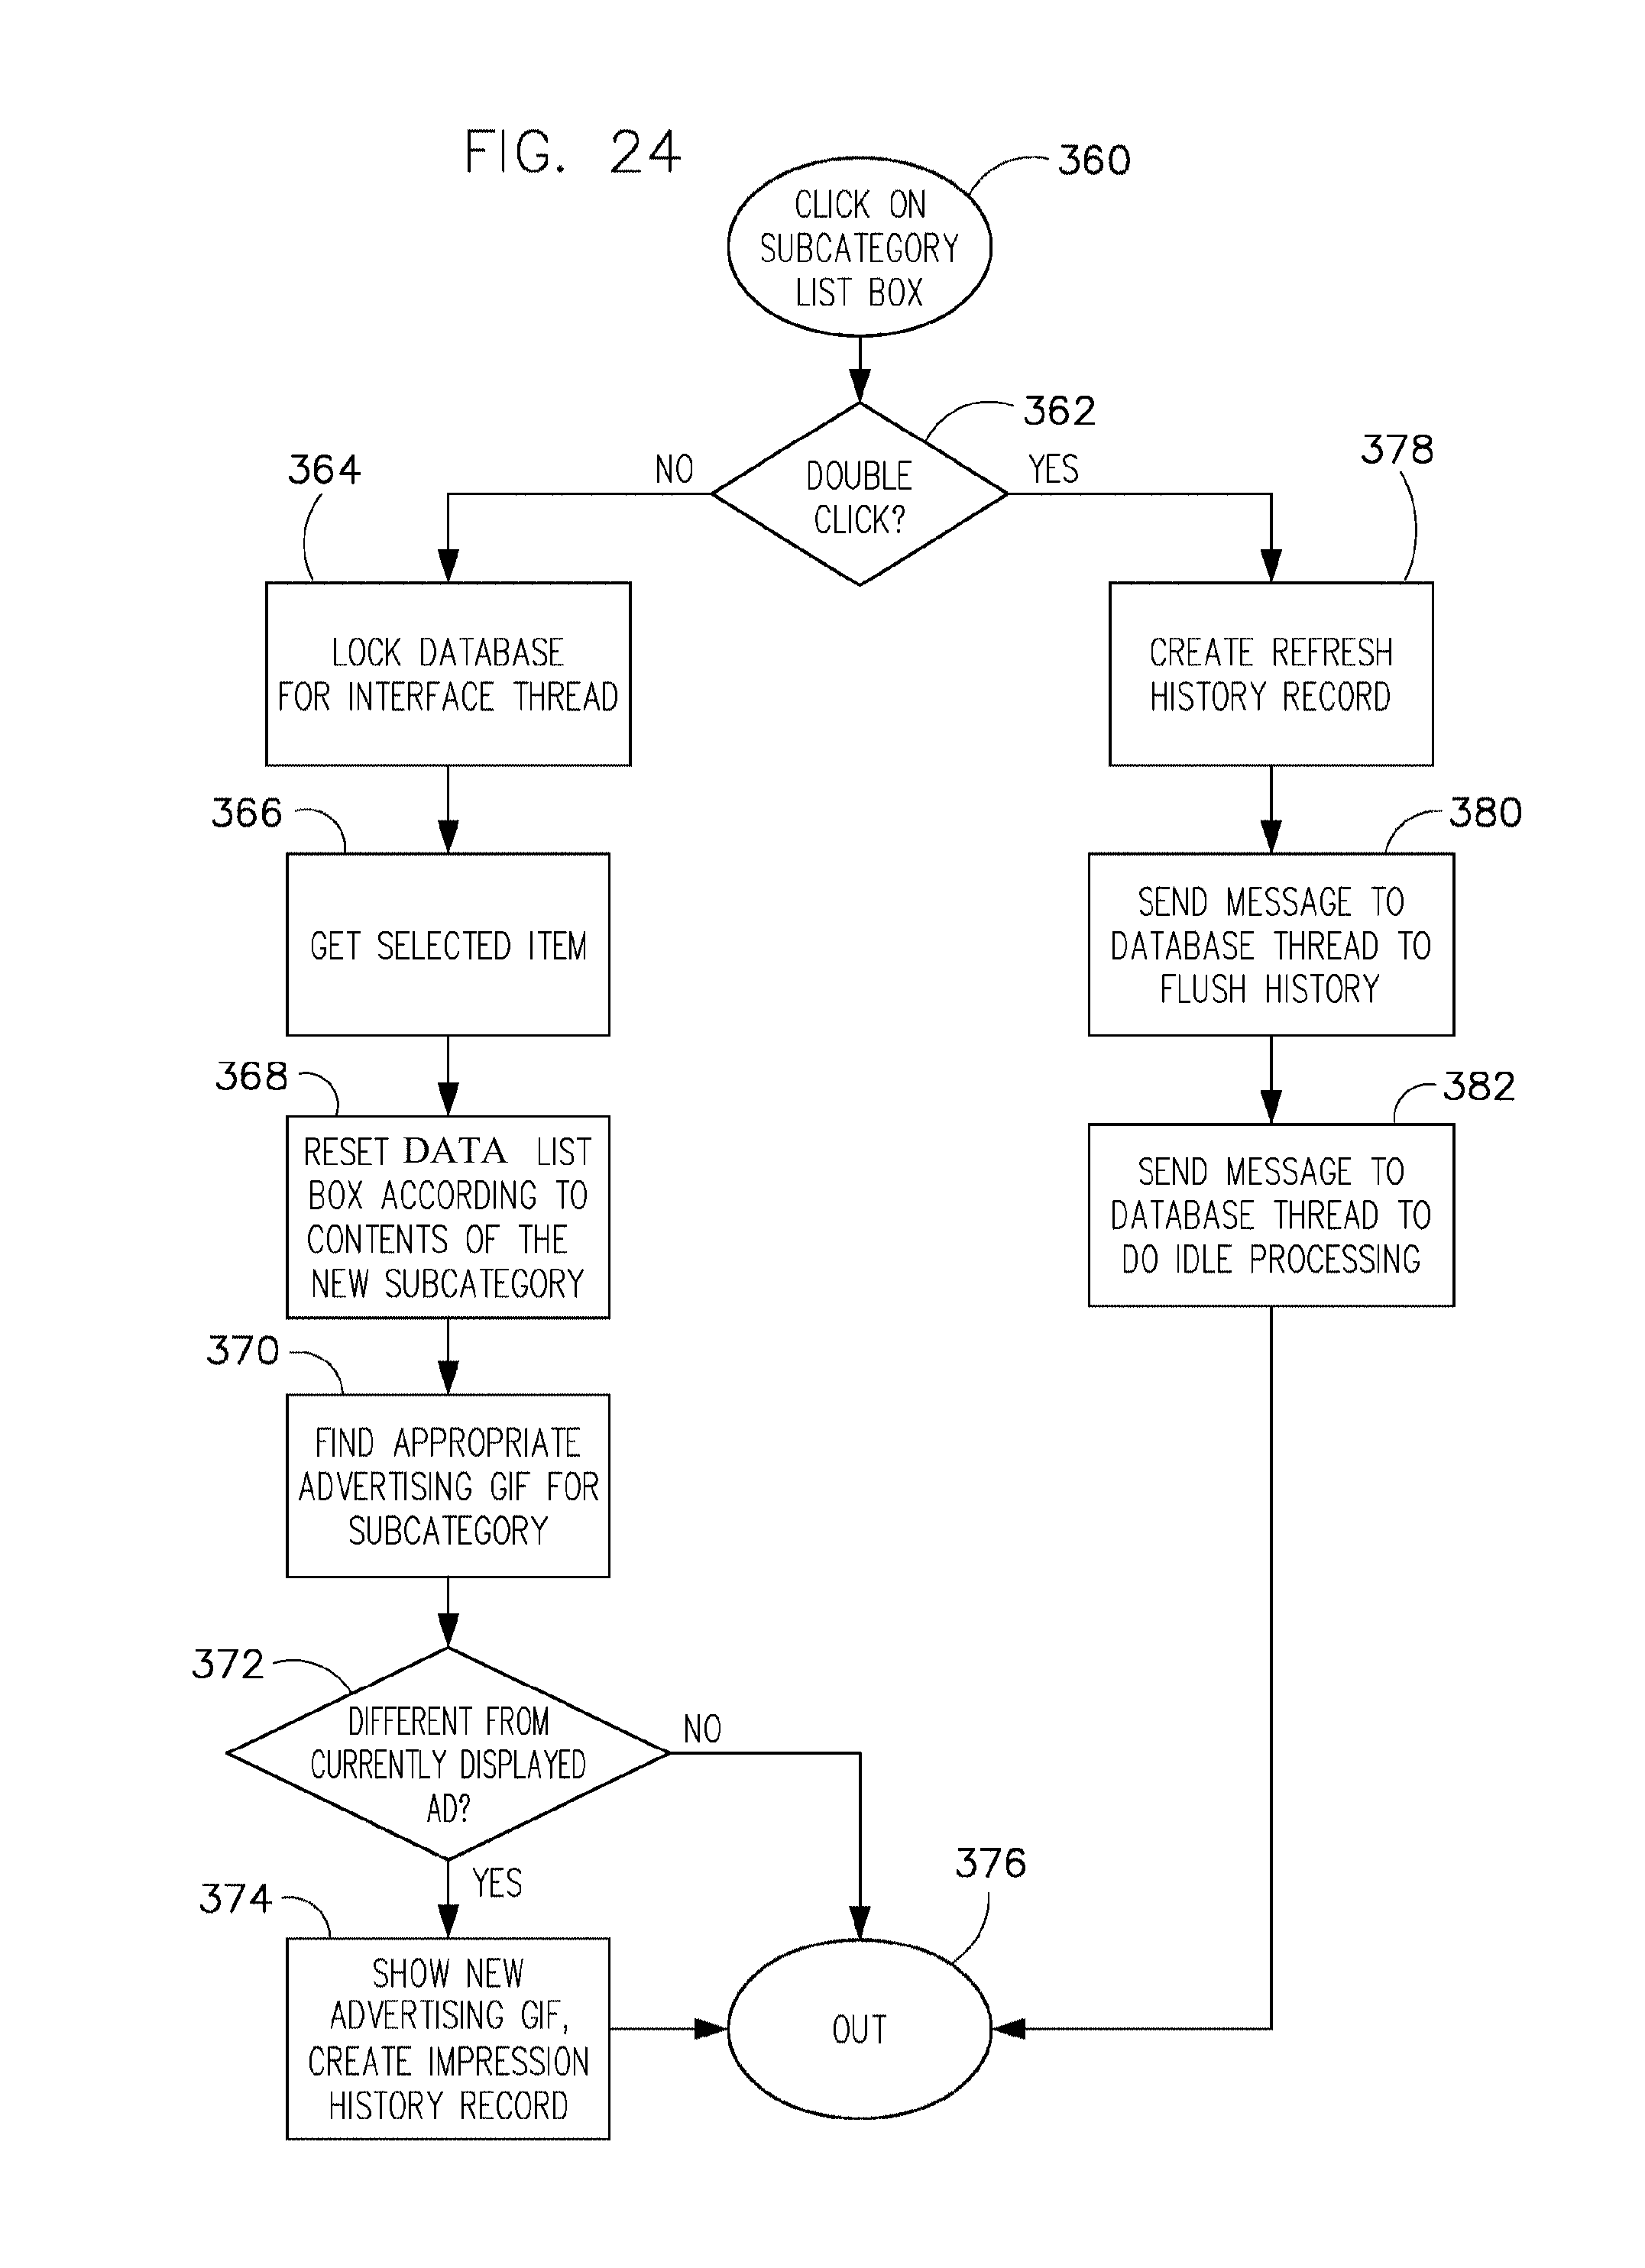 FIG. 24
360
CLICK ON
SUBCATEGORY
LIST BOX
362
DOUBLE
CLICK?
NO
YES
364
LOCK DATABASE
FOR INTERFACE THREAD
378
CREATE REFRESH
HISTORY RECORD
366
GET SELECTED ITEM
380
SEND MESSAGE TO
DATABASE THREAD TO
FLUSH HISTORY
368
RESET DATA LIST
BOX ACCORDING TO
CONTENTS OF THE
NEW SUBCATEGORY
382
SEND MESSAGE TO
DATABASE THREAD TO
DO IDLE PROCESSING
370
FIND APPROPRIATE
ADVERTISING GIF FOR
SUBCATEGORY
372
DIFFERENT FROM
CURRENTLY DISPLAYED
AD?
NO
YES
374
SHOW NEW
ADVERTISING GIF,
CREATE IMPRESSION
HISTORY RECORD
376
OUT